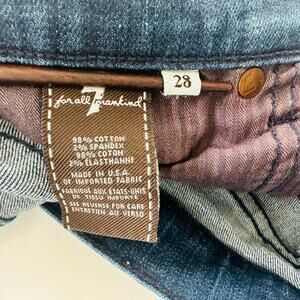 28
7
for all mankind
98% COTTON
2% SPANDEX
98% COTON
2% ÉLASTHANNE
MADE IN U.S.A.
OF IMPORTED FABRIC
FABRIQUÉ AUX ÉTATS-UNIS
DE TISSU IMPORTÉ
SEE REVERSE FOR CARE
ENTRETIEN AU VERSO